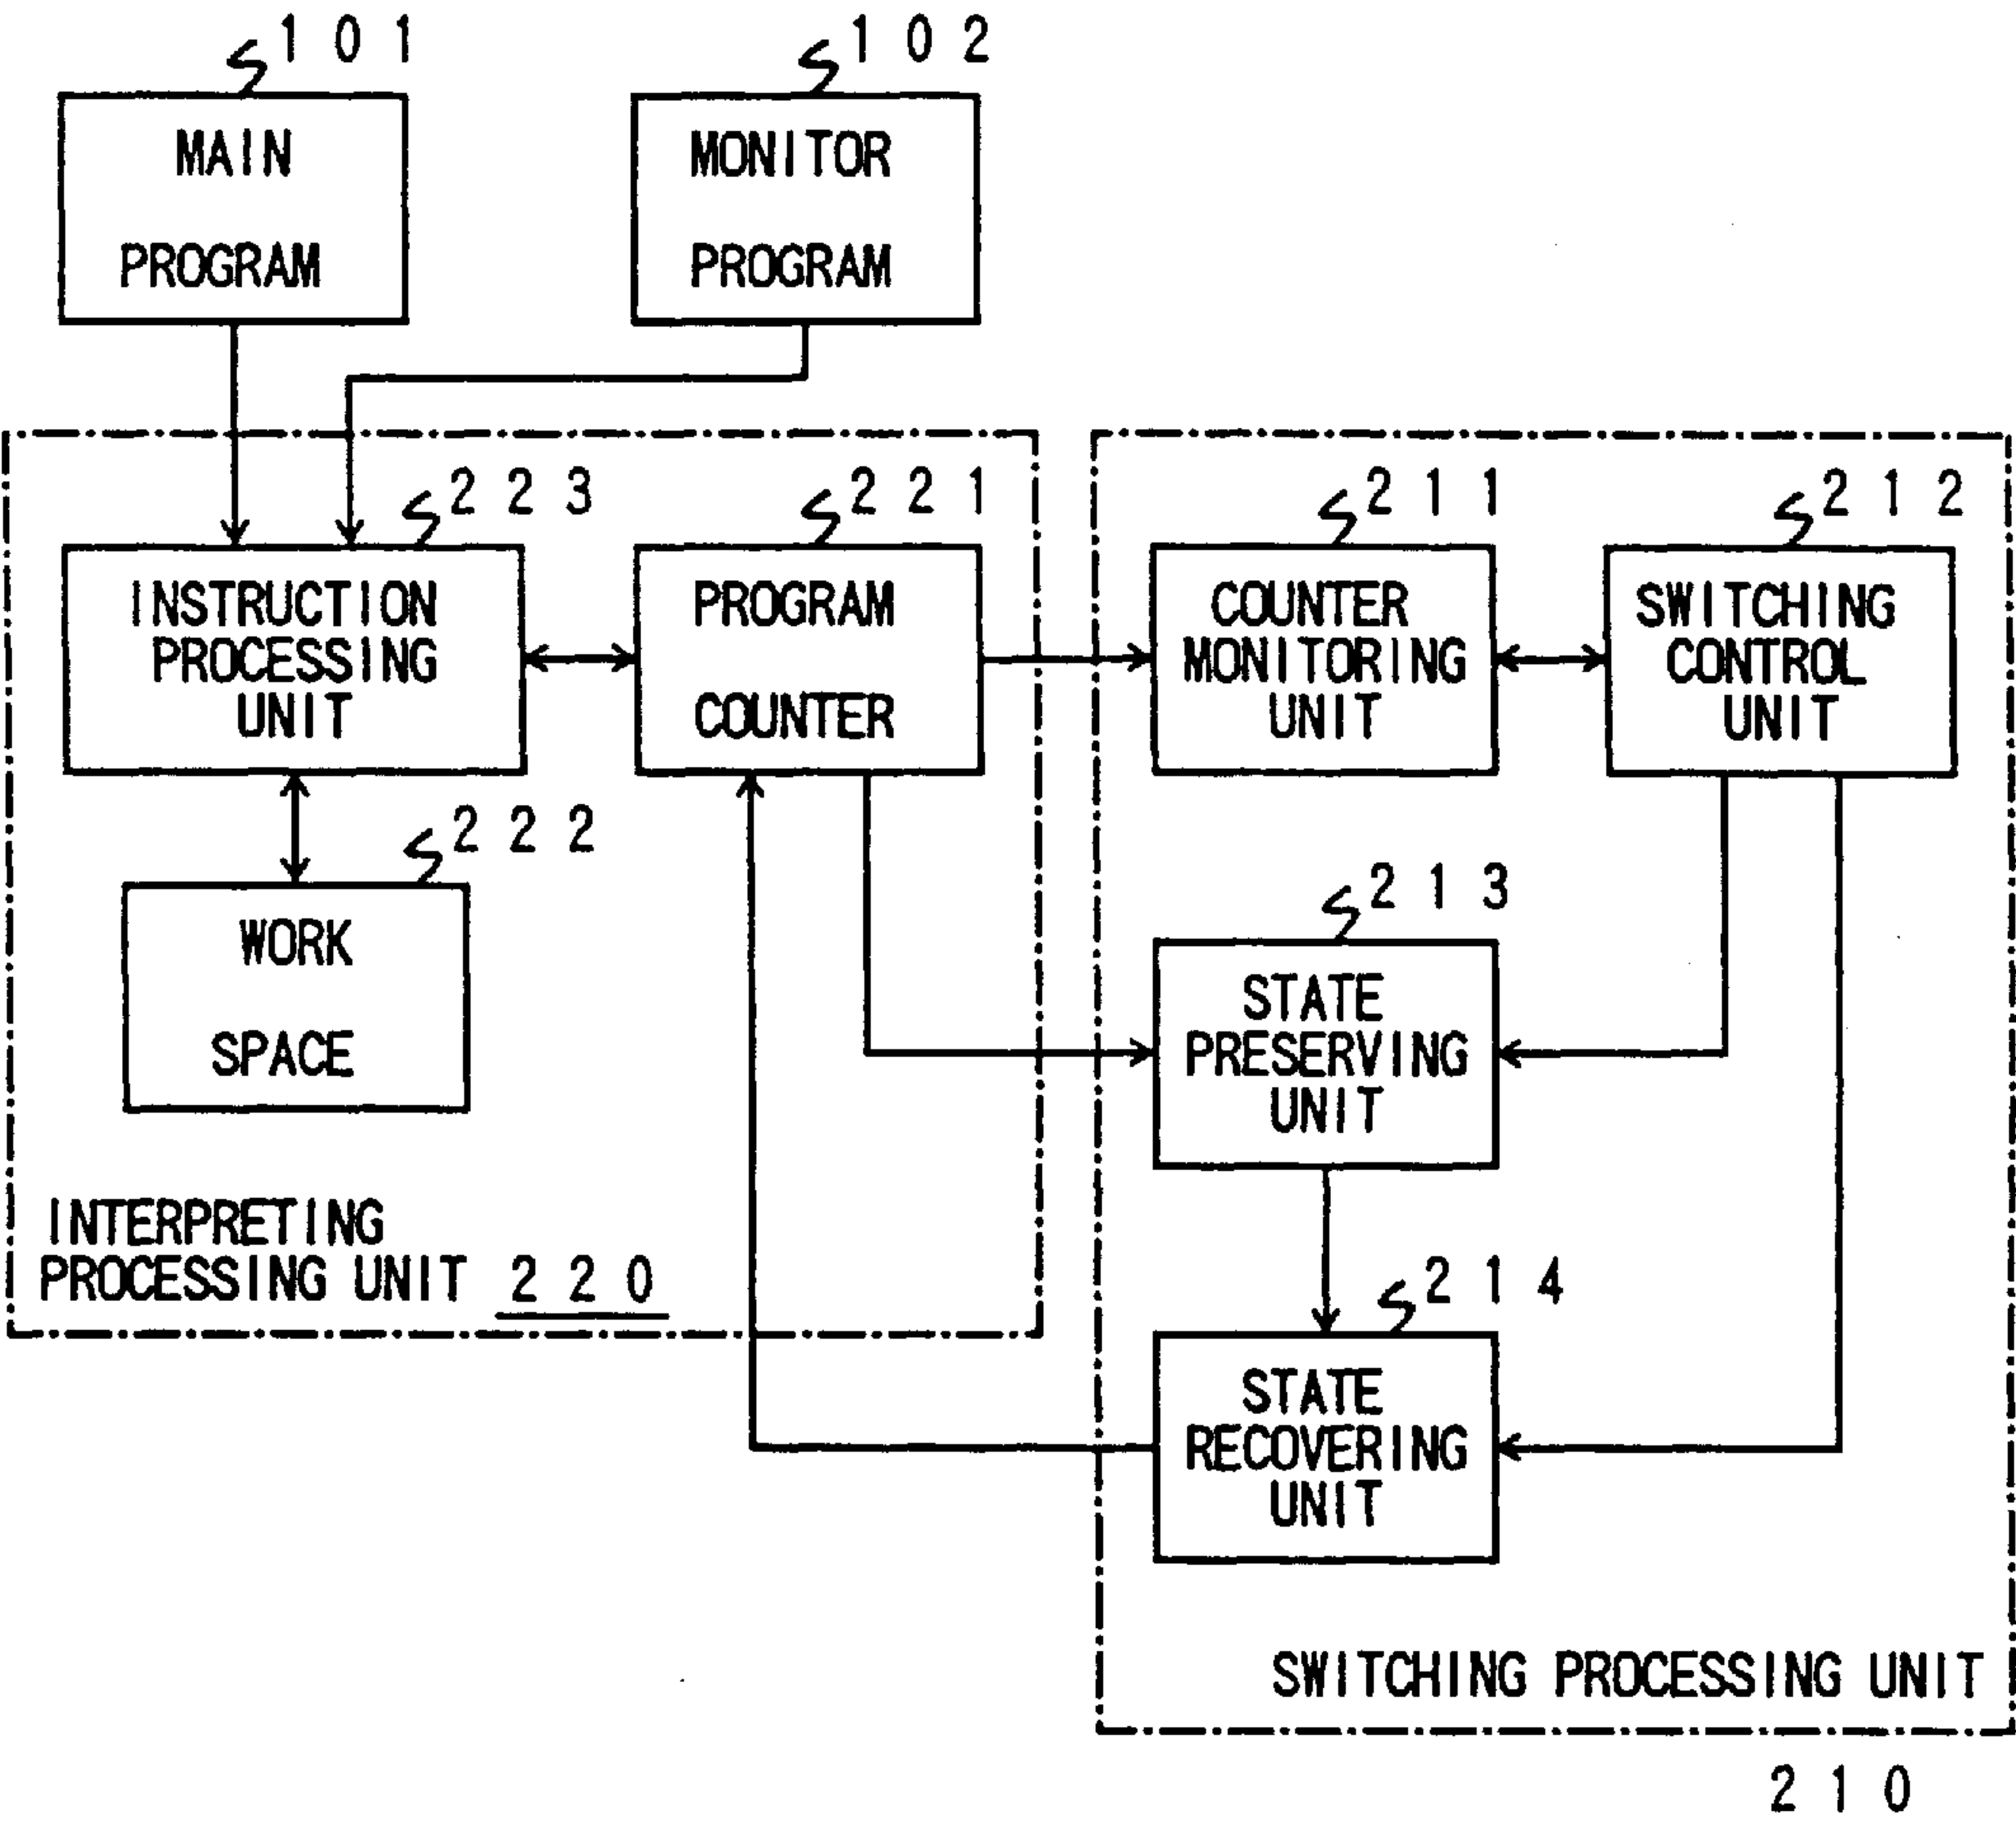 101
102
MAIN
PROGRAM
MONITOR
PROGRAM
223
221
211
212
INSTRUCTION
PROCESSING
UNIT
PROGRAM
COUNTER
COUNTER
MONITORING
UNIT
SWITCHING
CONTROL
UNIT
222
WORK
SPACE
213
STATE
PRESERVING
UNIT
INTERPRETING
PROCESSING UNIT 220
214
STATE
RECOVERING
UNIT
SWITCHING PROCESSING UNIT
210